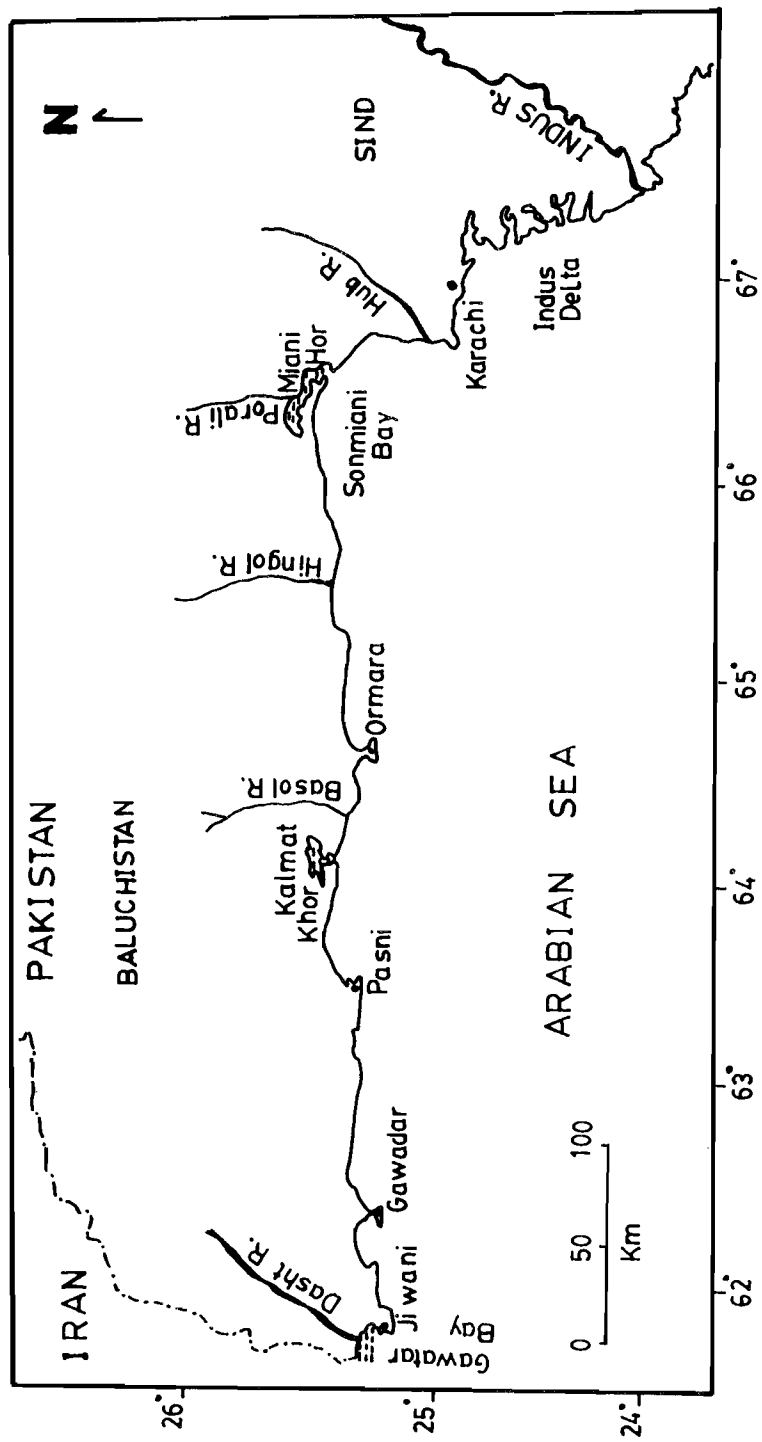 PAKISTAN
IRAN
BALUCHISTAN
SIND
N
INDUS R.
Hub R.
Porali R.
Miani
Hor
Hingol R.
Basol R.
Kalmat
Khor
Dasht R.
Gawatar
Bay
Jiwani
Gawadar
Pasni
Ormara
Sonmiani
Bay
Karachi
Indus
Delta
ARABIAN SEA
0 50 100
Km
26°
25°
24°
62° 63° 64° 65° 66° 67°